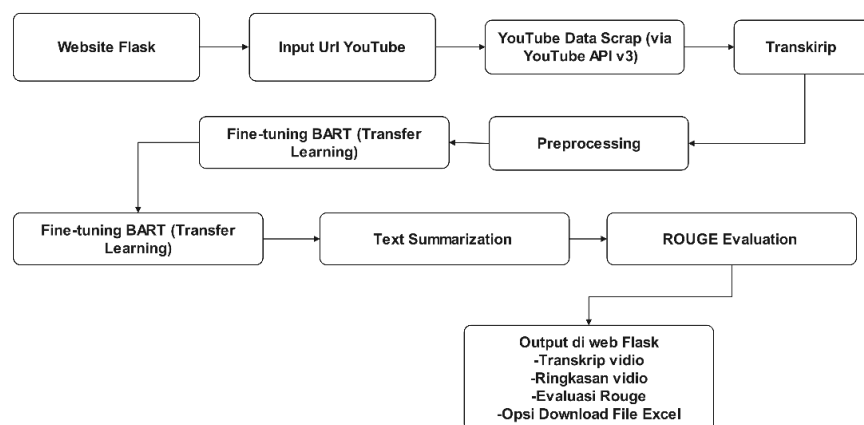 Website Flask
Input Url YouTube
YouTube Data Scrap (via
YouTube API v3)
Transkirip
Fine-tuning BART (Transfer
Learning)
Preprocessing
Fine-tuning BART (Transfer
Learning)
Text Summarization
ROUGE Evaluation
Output di web Flask
-Transkrip vidio
-Ringkasan vidio
-Evaluasi Rouge
-Opsi Download File Excel